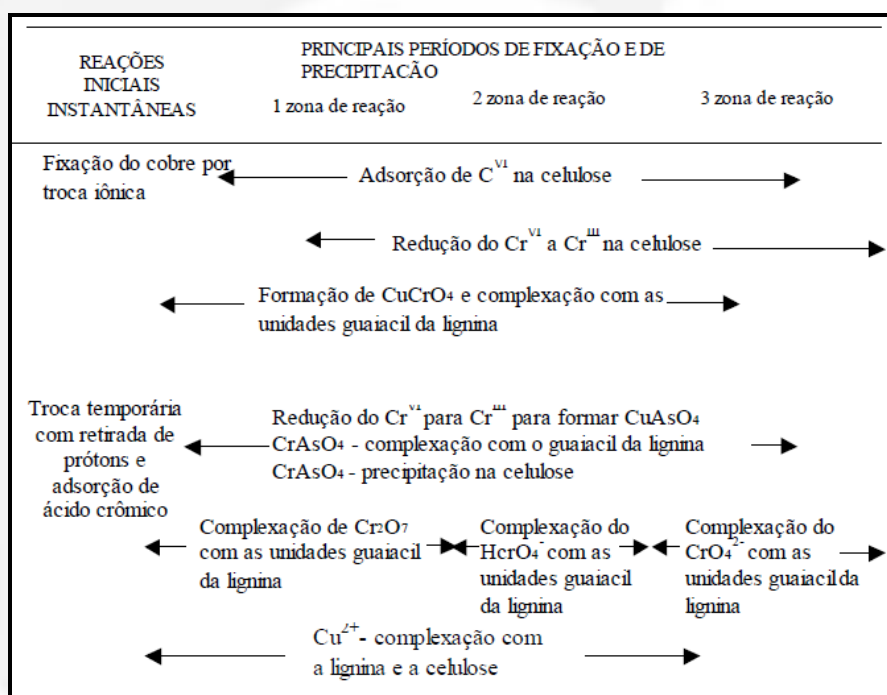 REAÇÕES
INICIAIS
INSTANTÂNEAS
PRINCIPAIS PERÍODOS DE FIXAÇÃO E DE
PRECIPITACÃO
1 zona de reação
2 zona de reação
3 zona de reação
Fixação do cobre por
troca iônica
Adsorção de C^VI na celulose
Redução do Cr^VI a Cr^III na celulose
Formação de CuCrO4 e complexação com as
unidades guaiacil da lignina
Troca temporária
com retirada de
prótons e
adsorção de
ácido crômico
Redução do Cr^VI para Cr^III para formar CuAsO4
CrAsO4 - complexação com o guaiacil da lignina
CrAsO4 - precipitação na celulose
Complexação de Cr2O7
com as unidades guaiacil
da lignina
Complexação do
HcrO4^- com as
unidades guaiacil
da lignina
Complexação do
CrO4^2- com as
unidades guaiacil da
lignina
Cu^2+- complexação com
a lignina e a celulose